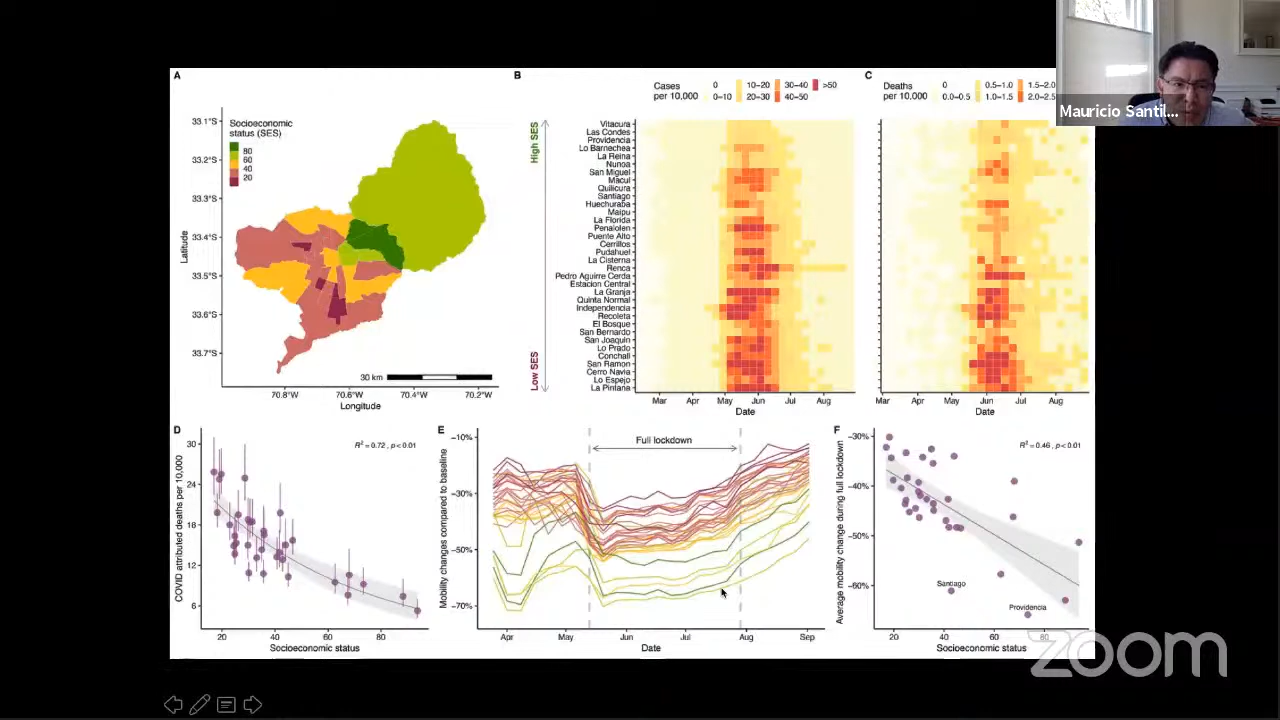 A
Socioeconomic
status (SES)
80
60
40
20
33.1°S
33.2°S
33.3°S
33.4°S
33.5°S
33.6°S
33.7°S
Latitude
30 km
70.8°W
70.6°W
70.4°W
70.2°W
Longitude
B
Cases
per 10,000
0
10–20
30–40
>50
0–10
20–30
40–50
High SES
Low SES
Vitacura
Las Condes
Providencia
Lo Barnechea
La Reina
Nunoa
San Miguel
Macul
Quilicura
Santiago
Huechuraba
Maipu
La Florida
Penalolen
Puente Alto
Cerrillos
Pudahuel
La Cisterna
Renca
Pedro Aguirre Cerda
Estacion Central
La Granja
Quinta Normal
Independencia
Recoleta
El Bosque
San Bernardo
San Joaquin
Lo Prado
Conchali
San Ramon
Cerro Navia
Lo Espejo
La Pintana
Mar Apr May Jun Jul Aug
Date
C
Deaths
per 10,000
0
0.5–1.0
1.5–2.0
0.0–0.5
1.0–1.5
2.0–2.5
Mar Apr May Jun Jul Aug
Date
Mauricio Santil...
D
R² = 0.72, p < 0.01
COVID attributed deaths per 10,000
30
24
18
12
6
20 40 60 80
Socioeconomic status
E
Full lockdown
Mobility changes compared to baseline
−10%
−30%
−50%
−70%
Apr May Jun Jul Aug Sep
Date
F
R² = 0.46, p < 0.01
Average mobility change during full lockdown
−30%
−40%
−50%
−60%
Santiago
Providencia
20 40 60 80
Socioeconomic status
zoom